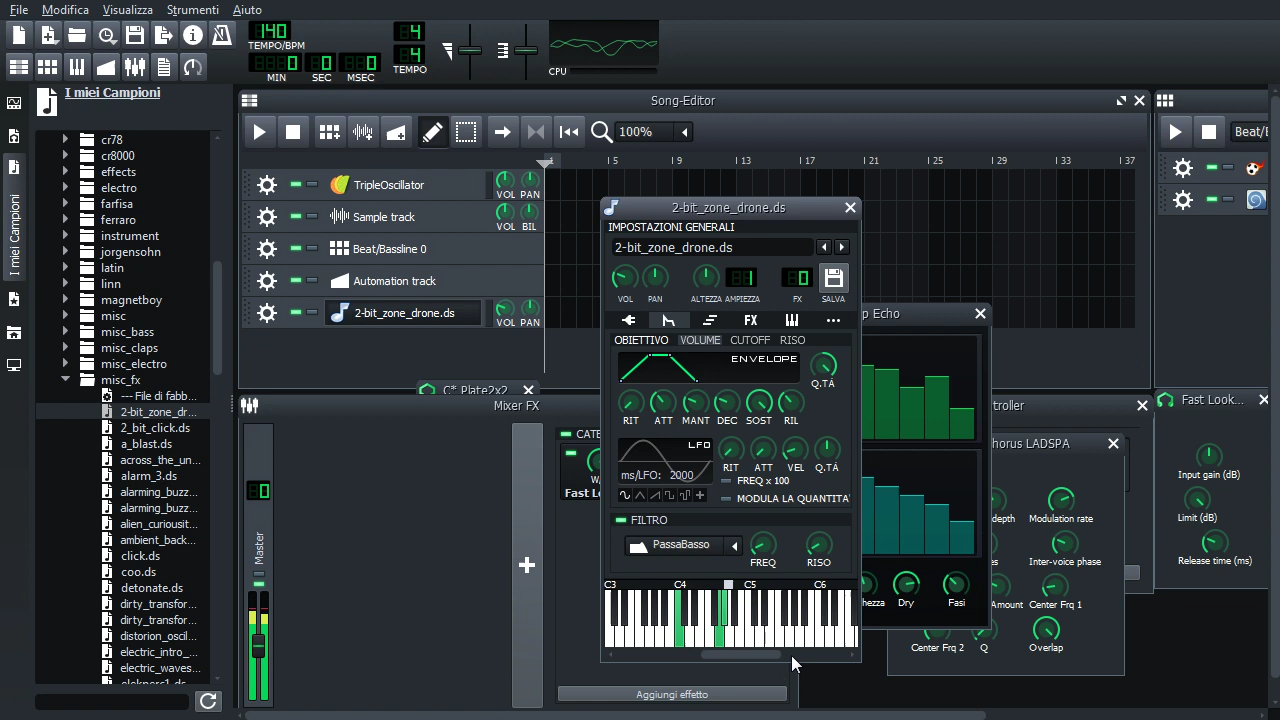 File Modifica Visualizza Strumenti Aiuto
140
TEMPO/BPM
4
4
TEMPO
0 0 0
MIN SEC MSEC
CPU
I miei Campioni
I miei Campioni
cr78
cr8000
effects
electro
farfisa
ferraro
instrument
jorgensohn
latin
linn
magnetboy
misc
misc_bass
misc_claps
misc_electro
misc_fx
--- File di fabb...
2-bit_zone_dr...
2_bit_click.ds
a_blast.ds
across_the_un...
alarm_3.ds
alarming_buzz...
alarming_buzz...
alien_curiousit...
ambient_back...
click.ds
coo.ds
detonate.ds
dirty_transfor...
dirty_transfor...
distorion_oscil...
electric_intro_...
electric_waves...
Song-Editor
100%
1 5 9 13 17 21 25 29 33 37
TripleOscillator
VOL PAN
Sample track
VOL BIL
Beat/Bassline 0
Automation track
2-bit_zone_drone.ds
VOL PAN
C* Plate2x2
Mixer FX
0
Master
Fast Lo
Aggiungi effetto
2-bit_zone_drone.ds
IMPOSTAZIONI GENERALI
2-bit_zone_drone.ds
1 0
VOL PAN ALTEZZA AMPIEZZA FX SALVA
FX
OBIETTIVO VOLUME CUTOFF RISO
ENVELOPE
Q.TÀ
RIT ATT MANT DEC SOST RIL
LFO
ms/LFO: 2000
RIT ATT VEL Q.TÀ
FREQ x 100
MODULA LA QUANTITA'
FILTRO
PassaBasso
FREQ RISO
C3 C4 C5 C6
p Echo
hezza Dry Fasi
troller
horus LADSPA
depth Modulation rate
es Inter-voice phase
Amount Center Frq 1
Center Frq 2 Q Overlap
Beat/B
Fast Look...
Input gain (dB)
Limit (dB)
Release time (ms)